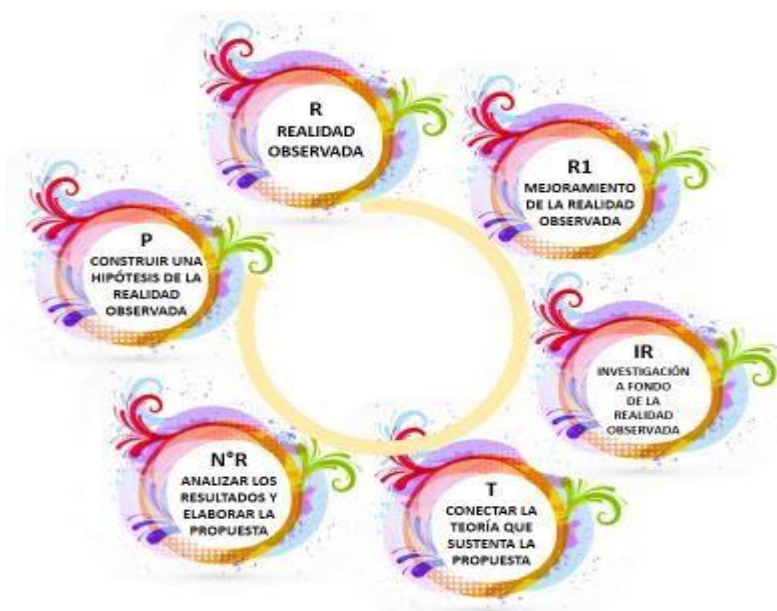 R
REALIDAD
OBSERVADA
R1
MEJORAMIENTO
DE LA REALIDAD
OBSERVADA
IR
INVESTIGACIÓN
A FONDO
DE LA
REALIDAD
OBSERVADA
T
CONECTAR LA
TEORÍA QUE
SUSTENTA LA
PROPUESTA
N°R
ANALIZAR LOS
RESULTADOS Y
ELABORAR LA
PROPUESTA
P
CONSTRUIR UNA
HIPÓTESIS DE LA
REALIDAD
OBSERVADA